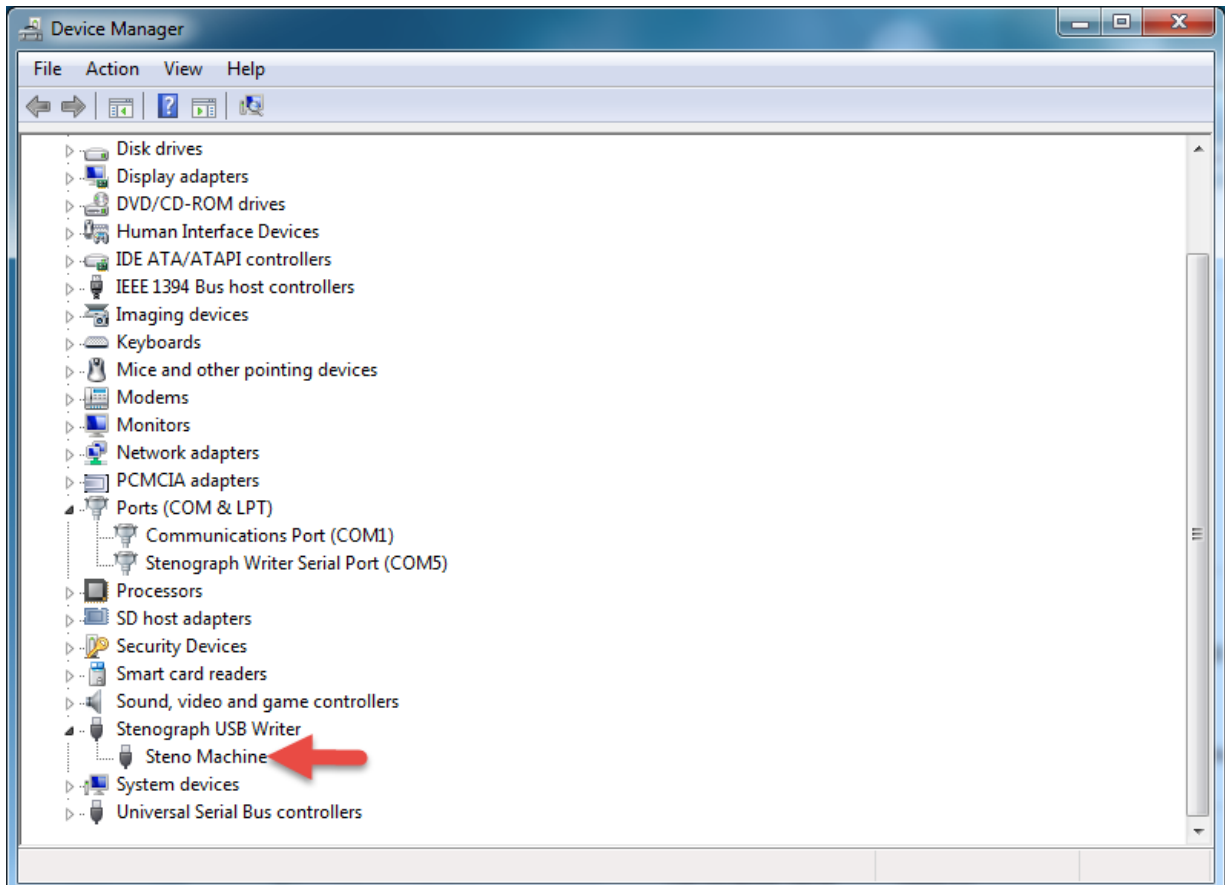 Device Manager
File Action View Help
Disk drives
Display adapters
DVD/CD-ROM drives
Human Interface Devices
IDE ATA/ATAPI controllers
IEEE 1394 Bus host controllers
Imaging devices
Keyboards
Mice and other pointing devices
Modems
Monitors
Network adapters
PCMCIA adapters
Ports (COM & LPT)
Communications Port (COM1)
Stenograph Writer Serial Port (COM5)
Processors
SD host adapters
Security Devices
Smart card readers
Sound, video and game controllers
Stenograph USB Writer
Steno Machine
System devices
Universal Serial Bus controllers